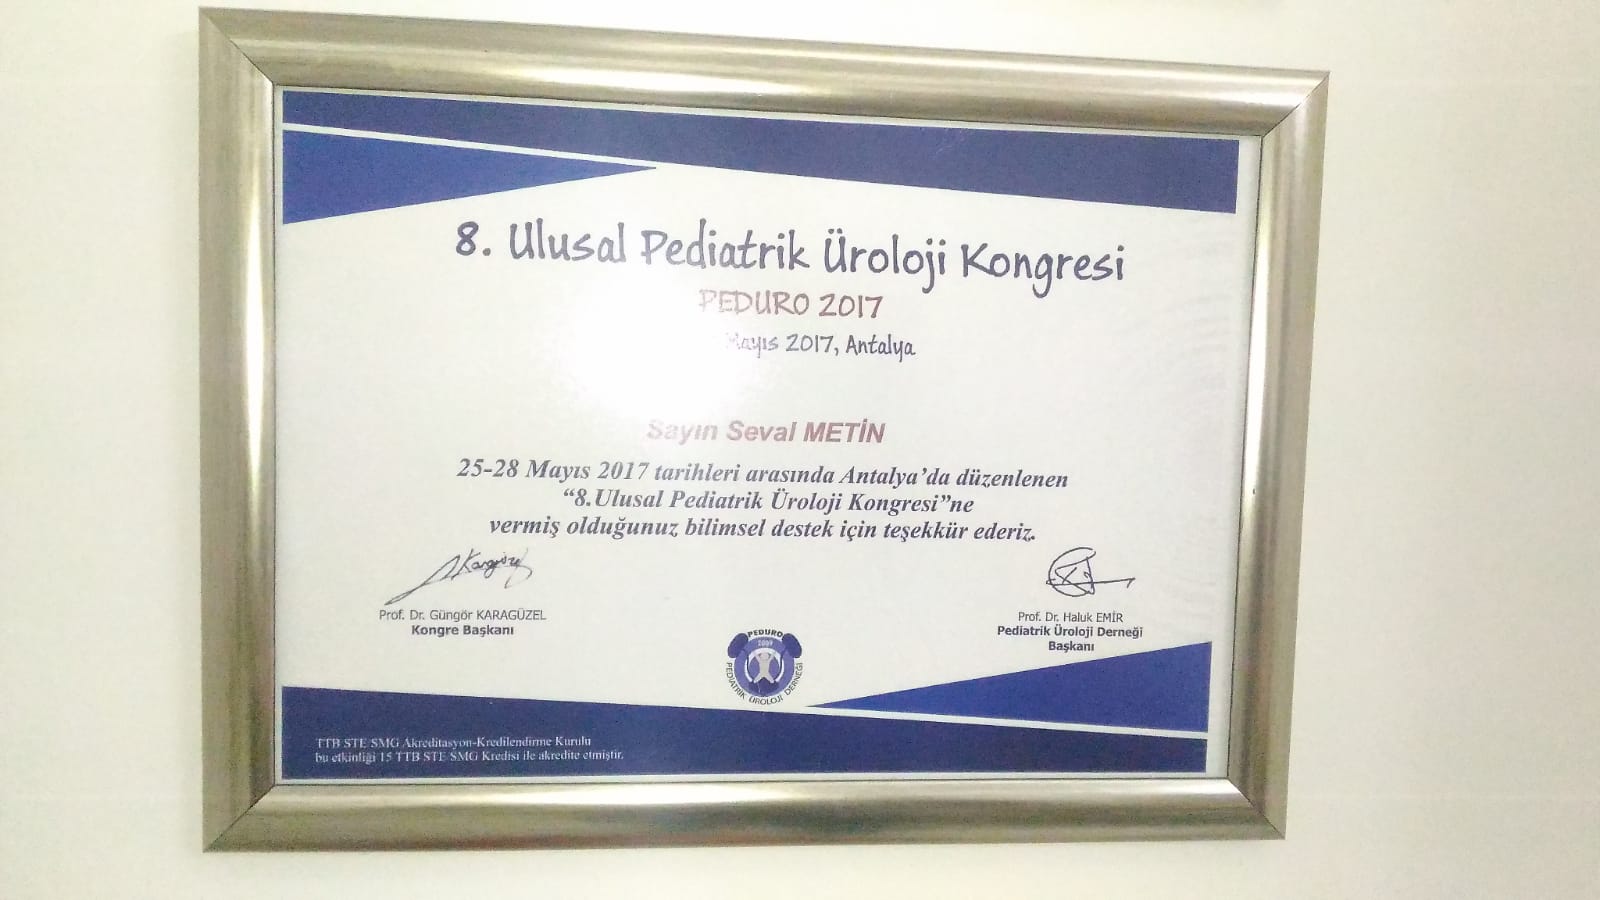 8. Ulusal Pediatrik Üroloji Kongresi
PEDURO 2017
Mayıs 2017, Antalya
Sayın Seval METİN
25-28 Mayıs 2017 tarihleri arasında Antalya'da düzenlenen
“8.Ulusal Pediatrik Üroloji Kongresi”ne
vermiş olduğunuz bilimsel destek için teşekkür ederiz.
Prof. Dr. Güngör KARAGÜZEL
Kongre Başkanı
Prof. Dr. Haluk EMİR
Pediatrik Üroloji Derneği
Başkanı
PEDURO
PEDİATRİK ÜROLOJİ DERNEĞİ
TTB STE SMG Akreditasyon-Kredilendirme Kurulu
bu etkinliği 15 TTB STE SMG Kredisi ile akredite etmiştir.